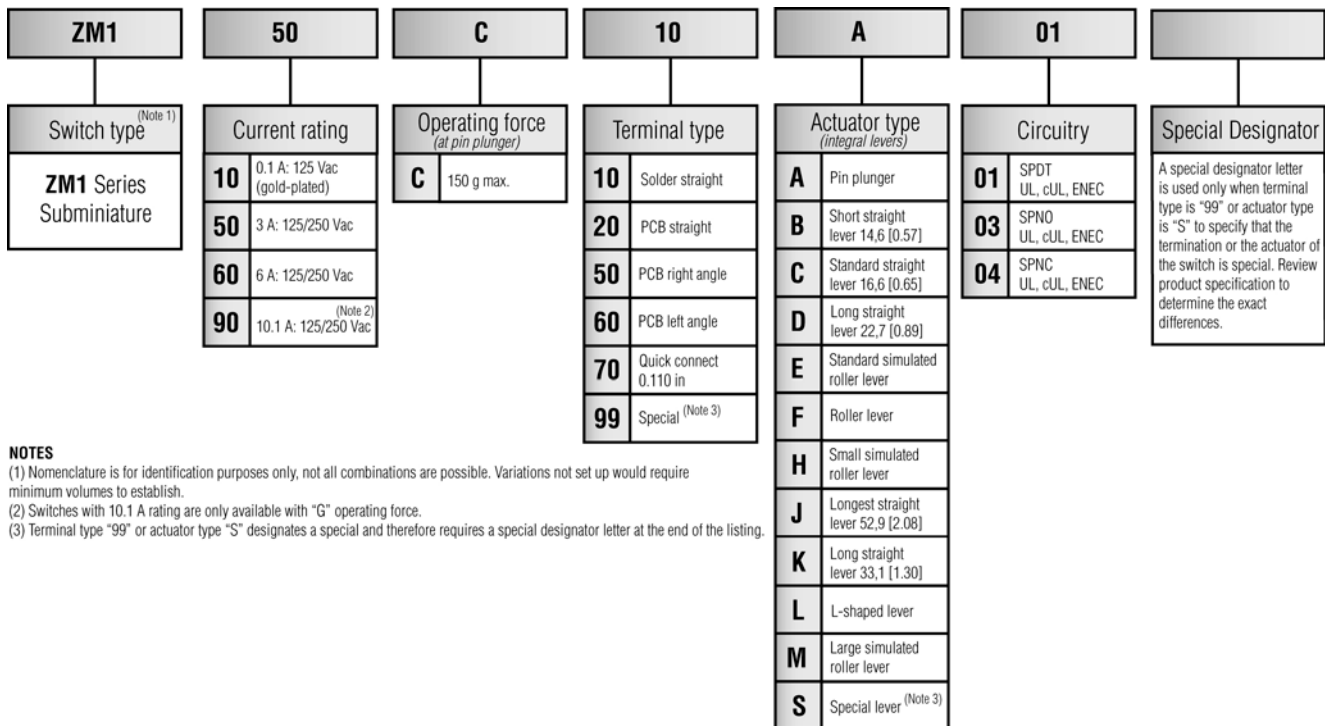 ZM1
50
C
10
A
01
Switch type (Note 1)
ZM1 Series
Subminiature
Current rating
10 0.1 A: 125 Vac
(gold-plated)
50 3 A: 125/250 Vac
60 6 A: 125/250 Vac
90 (Note 2)
10.1 A: 125/250 Vac
Operating force
(at pin plunger)
C 150 g max.
Terminal type
10 Solder straight
20 PCB straight
50 PCB right angle
60 PCB left angle
70 Quick connect
0.110 in
99 Special (Note 3)
Actuator type
(integral levers)
A Pin plunger
B Short straight
lever 14,6 [0.57]
C Standard straight
lever 16,6 [0.65]
D Long straight
lever 22,7 [0.89]
E Standard simulated
roller lever
F Roller lever
H Small simulated
roller lever
J Longest straight
lever 52,9 [2.08]
K Long straight
lever 33,1 [1.30]
L L-shaped lever
M Large simulated
roller lever
S Special lever (Note 3)
Circuitry
01 SPDT
UL, cUL, ENEC
03 SPNO
UL, cUL, ENEC
04 SPNC
UL, cUL, ENEC
Special Designator
A special designator letter
is used only when terminal
type is “99” or actuator type
is “S” to specify that the
termination or the actuator of
the switch is special. Review
product specification to
determine the exact
differences.
NOTES
(1) Nomenclature is for identification purposes only, not all combinations are possible. Variations not set up would require
minimum volumes to establish.
(2) Switches with 10.1 A rating are only available with “G” operating force.
(3) Terminal type “99” or actuator type “S” designates a special and therefore requires a special designator letter at the end of the listing.